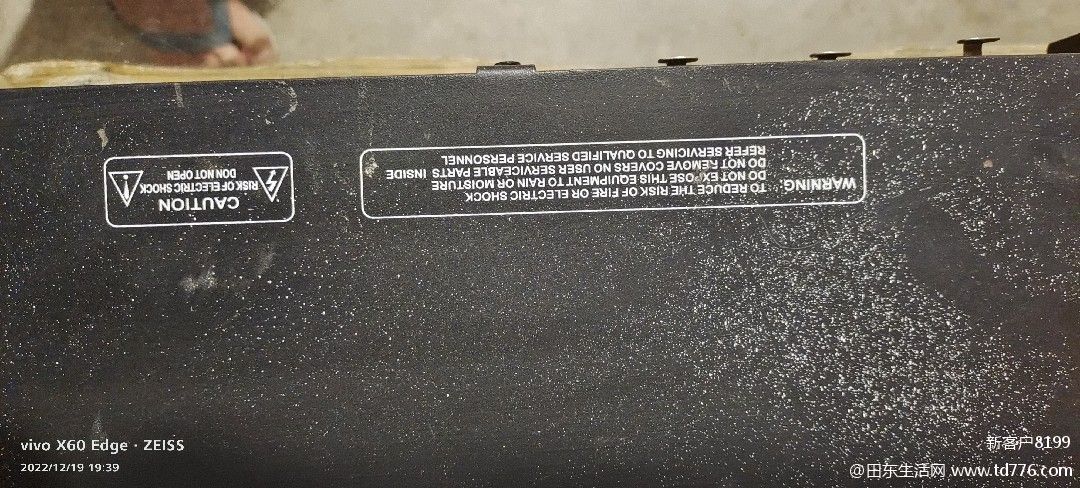 WARNING:
TO REDUCE THE RISK OF FIRE OR ELECTRIC SHOCK
DO NOT EXPOSE THIS EQUIPMENT TO RAIN OR MOISTURE
DO NOT REMOVE COVERS NO USER SERVICEABLE PARTS INSIDE
REFER SERVICING TO QUALIFIED SERVICE PERSONNEL
CAUTION
RISK OF ELECTRIC SHOCK
DON NOT OPEN
vivo X60 Edge · ZEISS
2022/12/19 19:39
新客户8199
@田东生活网 www.td776.com